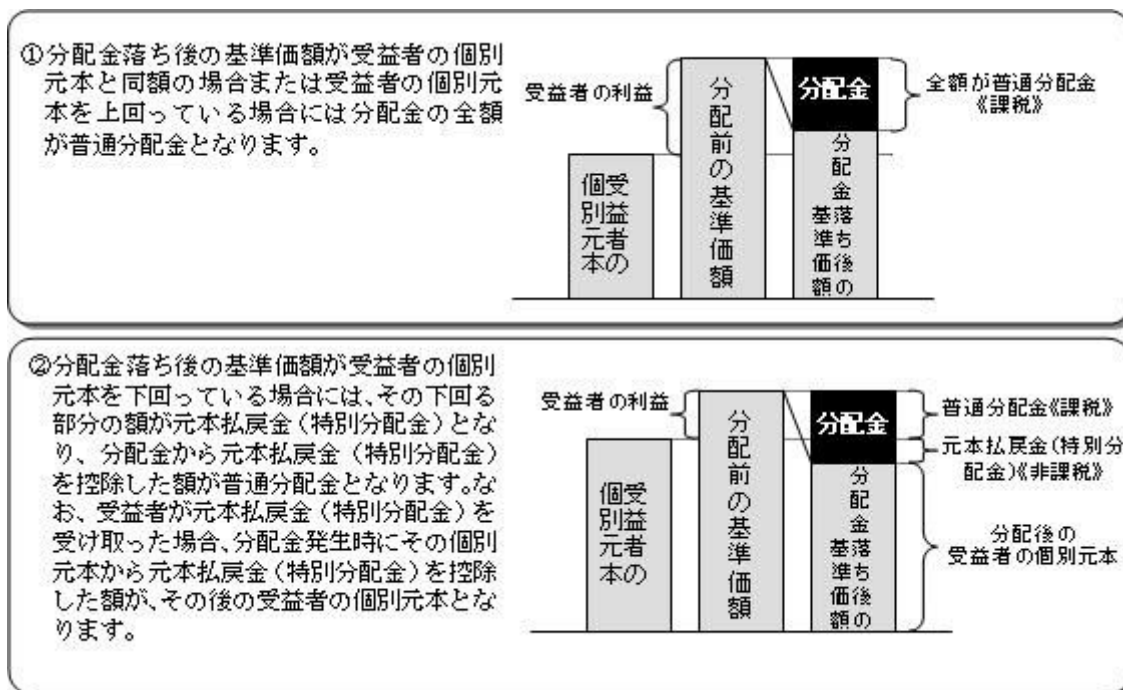 ①分配金落ち後の基準価額が受益者の個別
元本と同額の場合または受益者の個別元
本を上回っている場合には分配金の全額
が普通分配金となります。
受益者の利益
受益者の
個別元本
分配前の基準価額
分配金
分配金落ち後の
基準価額
全額が普通分配金
《課税》
②分配金落ち後の基準価額が受益者の個別
元本を下回っている場合には、その下回る
部分の額が元本払戻金(特別分配金)とな
り、分配金から元本払戻金(特別分配金)
を控除した額が普通分配金となります。な
お、受益者が元本払戻金(特別分配金)を
受け取った場合、分配金発生時にその個別
元本から元本払戻金(特別分配金)を控除
した額が、その後の受益者の個別元本とな
ります。
受益者の利益
受益者の
個別元本
分配前の基準価額
分配金
分配金落ち後の
基準価額
普通分配金《課税》
元本払戻金(特別分
配金)《非課税》
分配後の
受益者の個別元本